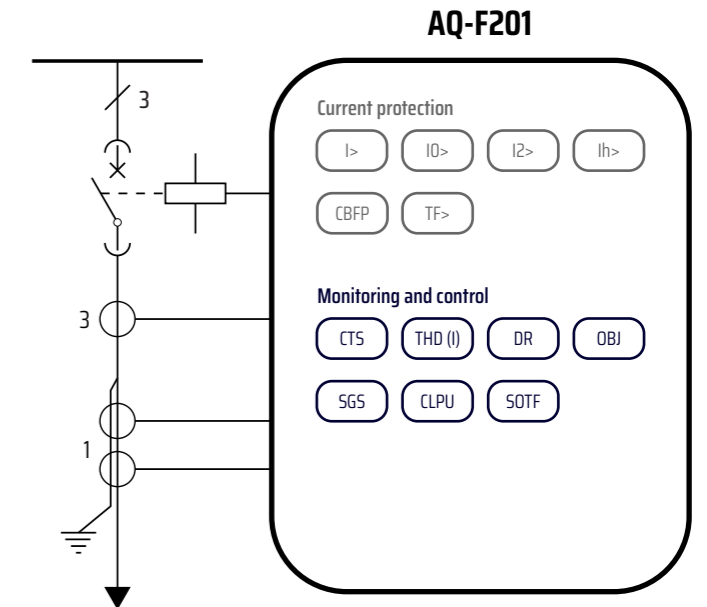 AQ-F201
3
Current protection
I> I0> I2> Ih>
CBFP TF>
Monitoring and control
3
CTS THD (I) DR OBJ
SGS CLPU SOTF
1